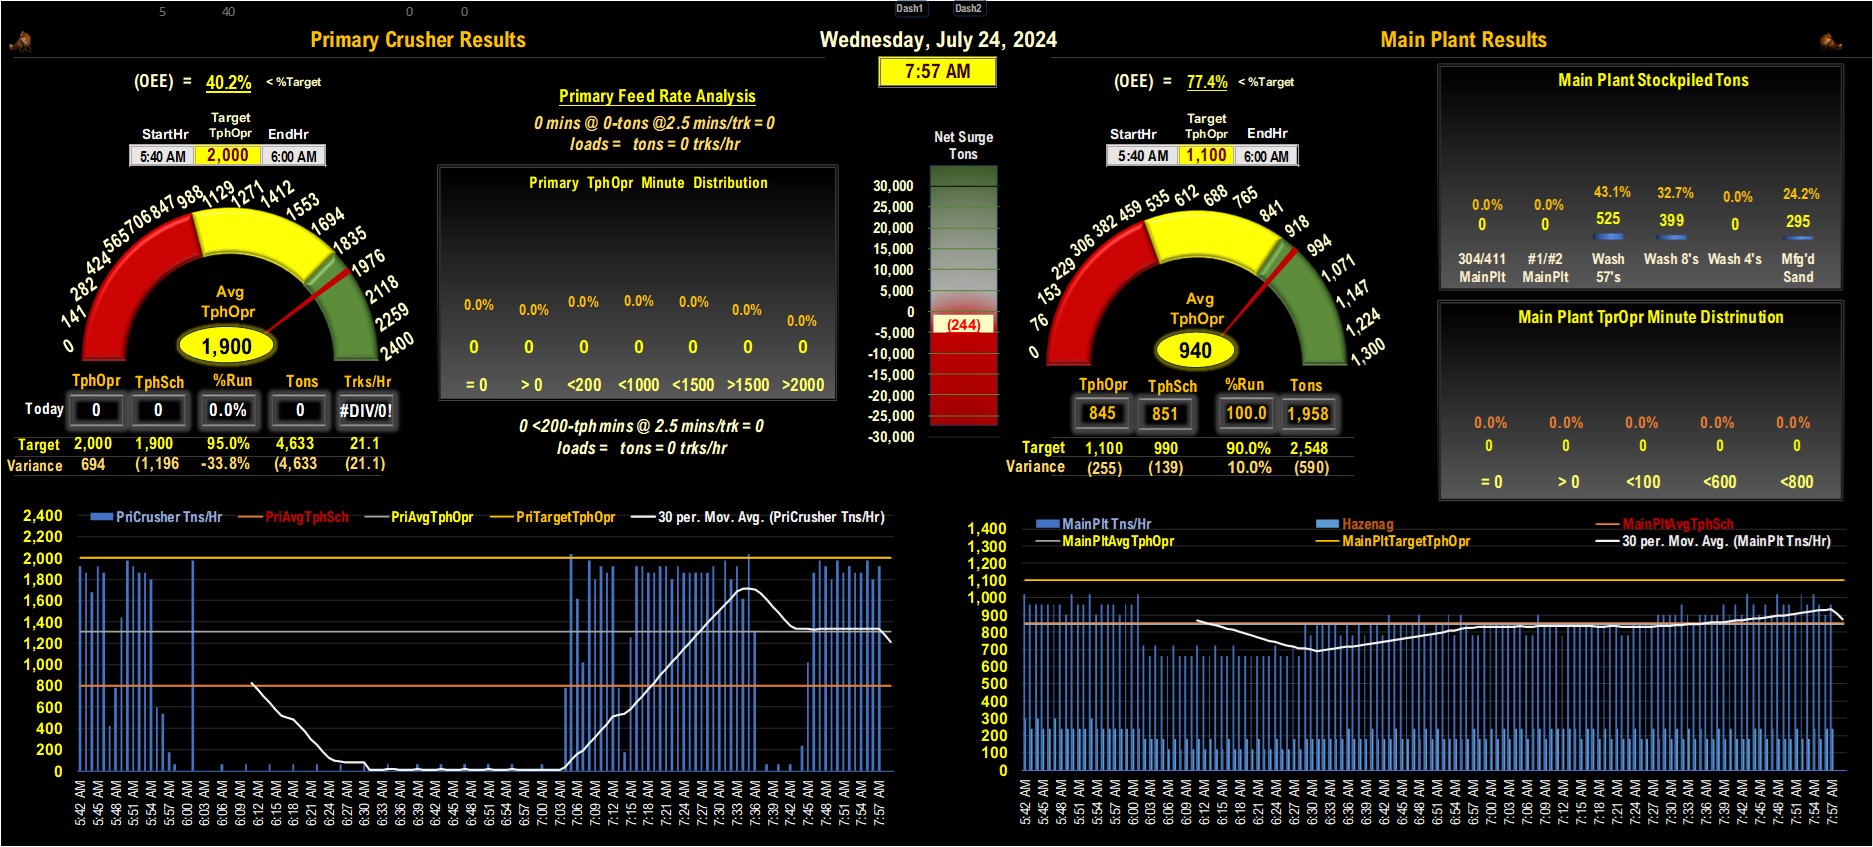 5 40 0 0 Dash1 Dash2
Primary Crusher Results
Wednesday, July 24, 2024
Main Plant Results
7:57 AM
(OEE) = 40.2% < %Target
StartHr Target TphOpr EndHr
5:40 AM 2,000 6:00 AM
0 141 282 424 565 706 847 988 1129 1271 1412 1553 1694 1835 1976 2118 2259 2400
Avg
TphOpr
1,900
TphOpr TphSch %Run Tons Trks/Hr
Today 0 0 0.0% 0 #DIV/0!
Target 2,000 1,900 95.0% 4,633 21.1
Variance 694 (1,196 -33.8% (4,633 (21.1)
Primary Feed Rate Analysis
0 mins @ 0-tons @2.5 mins/trk = 0
loads = tons = 0 trks/hr
Primary TphOpr Minute Distribution
0.0% 0.0% 0.0% 0.0% 0.0% 0.0% 0.0%
0 0 0 0 0 0 0
= 0 > 0 <200 <1000 <1500 >1500 >2000
0 <200-tph mins @ 2.5 mins/trk = 0
loads = tons = 0 trks/hr
Net Surge
Tons
30,000
25,000
20,000
15,000
10,000
5,000
0
(244)
-5,000
-10,000
-15,000
-20,000
-25,000
-30,000
(OEE) = 77.4% < %Target
StartHr Target TphOpr EndHr
5:40 AM 1,100 6:00 AM
0 76 153 229 306 382 459 535 612 688 765 841 918 994 1,071 1,147 1,224 1,300
Avg
TphOpr
940
TphOpr TphSch %Run Tons
845 851 100.0 1,958
Target 1,100 990 90.0% 2,548
Variance (255) (139) 10.0% (590)
Main Plant Stockpiled Tons
0.0% 0.0% 43.1% 32.7% 0.0% 24.2%
0 0 525 399 0 295
304/411 #1/#2 Wash Wash 8's Wash 4's Mfg'd
MainPlt MainPlt 57's Sand
Main Plant TprOpr Minute Distrinution
0.0% 0.0% 0.0% 0.0% 0.0%
0 0 0 0 0
= 0 > 0 <100 <600 <800
PriCrusher Tns/Hr PriAvgTphSch PriAvgTphOpr PriTargetTphOpr 30 per. Mov. Avg. (PriCrusher Tns/Hr)
2,400
2,200
2,000
1,800
1,600
1,400
1,200
1,000
800
600
400
200
0
5:42 AM 5:45 AM 5:48 AM 5:51 AM 5:54 AM 5:57 AM 6:00 AM 6:03 AM 6:06 AM 6:09 AM 6:12 AM 6:15 AM 6:18 AM 6:21 AM 6:24 AM 6:27 AM 6:30 AM 6:33 AM 6:36 AM 6:39 AM 6:42 AM 6:45 AM 6:48 AM 6:51 AM 6:54 AM 6:57 AM 7:00 AM 7:03 AM 7:06 AM 7:09 AM 7:12 AM 7:15 AM 7:18 AM 7:21 AM 7:24 AM 7:27 AM 7:30 AM 7:33 AM 7:36 AM 7:39 AM 7:42 AM 7:45 AM 7:48 AM 7:51 AM 7:54 AM 7:57 AM
MainPlt Tns/Hr Hazenag MainPltAvgTphSch
MainPltAvgTphOpr MainPltTargetTphOpr 30 per. Mov. Avg. (MainPlt Tns/Hr)
1,400
1,300
1,200
1,100
1,000
900
800
700
600
500
400
300
200
100
0
5:42 AM 5:45 AM 5:48 AM 5:51 AM 5:54 AM 5:57 AM 6:00 AM 6:03 AM 6:06 AM 6:09 AM 6:12 AM 6:15 AM 6:18 AM 6:21 AM 6:24 AM 6:27 AM 6:30 AM 6:33 AM 6:36 AM 6:39 AM 6:42 AM 6:45 AM 6:48 AM 6:51 AM 6:54 AM 6:57 AM 7:00 AM 7:03 AM 7:06 AM 7:09 AM 7:12 AM 7:15 AM 7:18 AM 7:21 AM 7:24 AM 7:27 AM 7:30 AM 7:33 AM 7:36 AM 7:39 AM 7:42 AM 7:45 AM 7:48 AM 7:51 AM 7:54 AM 7:57 AM